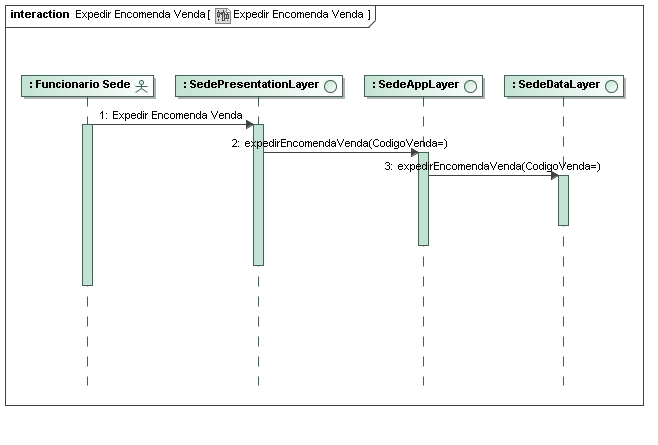 interaction Expedir Encomenda Venda [ Expedir Encomenda Venda ]
: Funcionario Sede
: SedePresentationLayer
: SedeAppLayer
: SedeDataLayer
1: Expedir Encomenda Venda
2: expedirEncomendaVenda(CodigoVenda=)
3: expedirEncomendaVenda(CodigoVenda=)